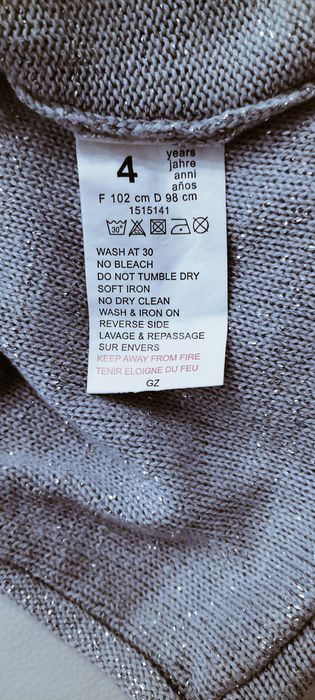 4 years
jahre
anni
años
F 102 cm D 98 cm
1515141
30°
WASH AT 30
NO BLEACH
DO NOT TUMBLE DRY
SOFT IRON
NO DRY CLEAN
WASH & IRON ON
REVERSE SIDE
LAVAGE & REPASSAGE
SUR ENVERS
KEEP AWAY FROM FIRE
TENIR ELOIGNE DU FEU
GZ